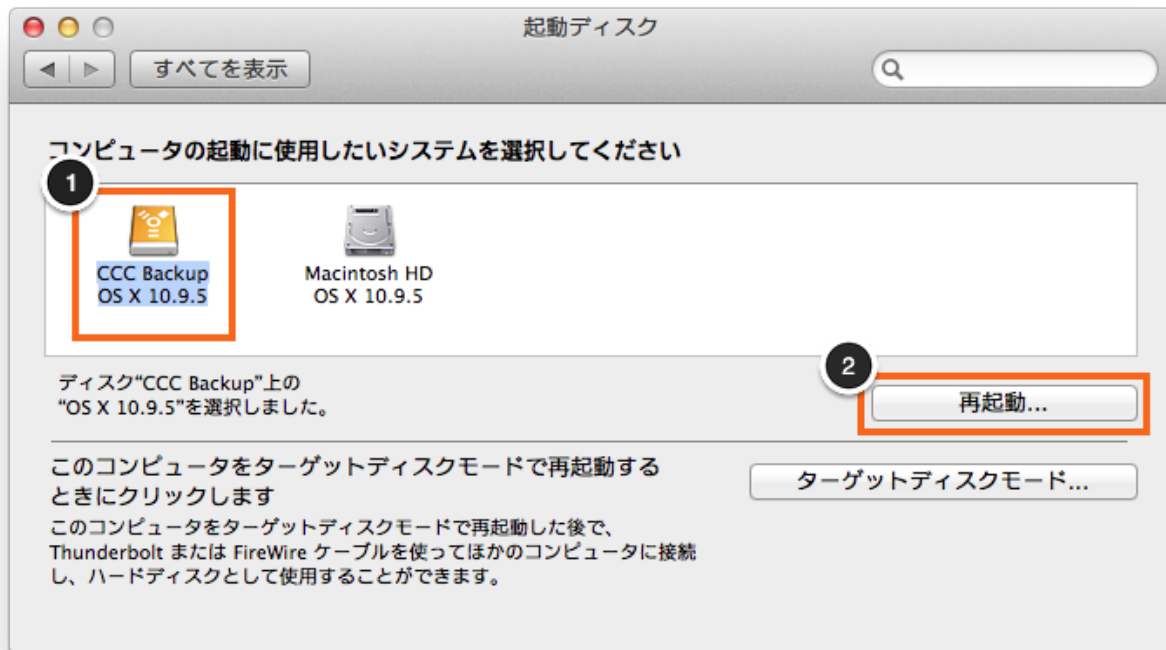 起動ディスク
すべてを表示
コンピュータの起動に使用したいシステムを選択してください
1
CCC Backup
OS X 10.9.5
Macintosh HD
OS X 10.9.5
ディスク“CCC Backup”上の
“OS X 10.9.5”を選択しました。
2
再起動...
このコンピュータをターゲットディスクモードで再起動する
ときにクリックします
ターゲットディスクモード...
このコンピュータをターゲットディスクモードで再起動した後で、
Thunderbolt または FireWire ケーブルを使ってほかのコンピュータに接続
し、ハードディスクとして使用することができます。